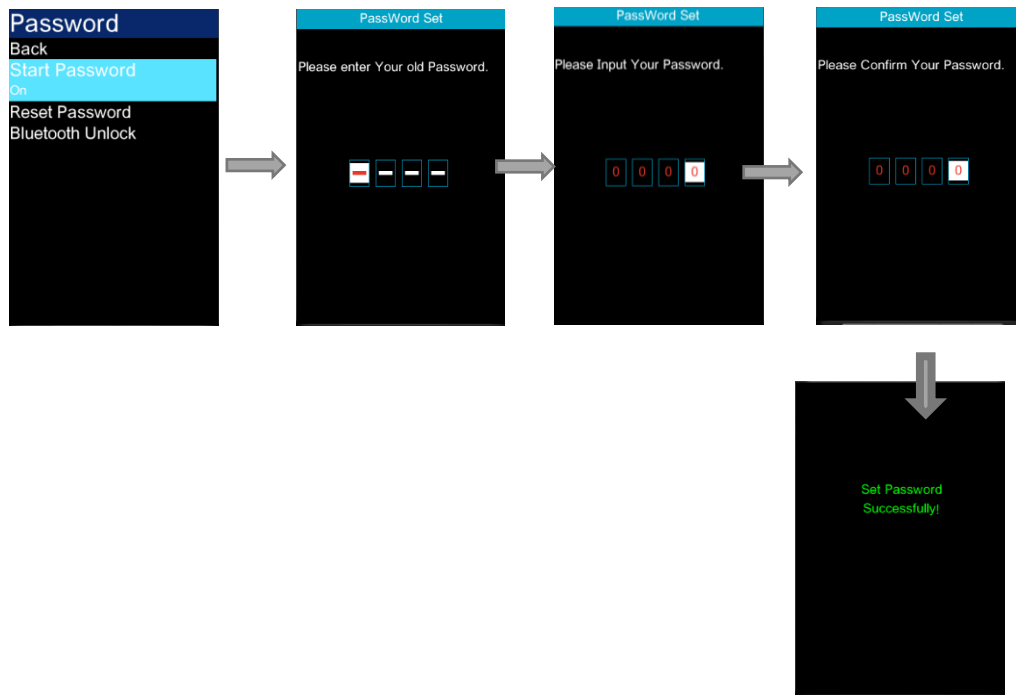 Password
Back
Start Password
On
Reset Password
Bluetooth Unlock
PassWord Set
Please enter Your old Password.
- - - -
PassWord Set
Please Input Your Password.
0 0 0 0
PassWord Set
Please Confirm Your Password.
0 0 0 0
Set Password
Successfully!